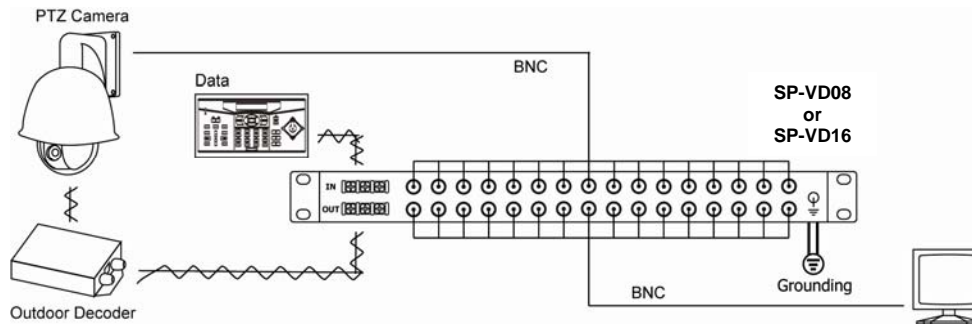 PTZ Camera
BNC
Data
SP-VD08
or
SP-VD16
IN
OUT
Grounding
BNC
Outdoor Decoder